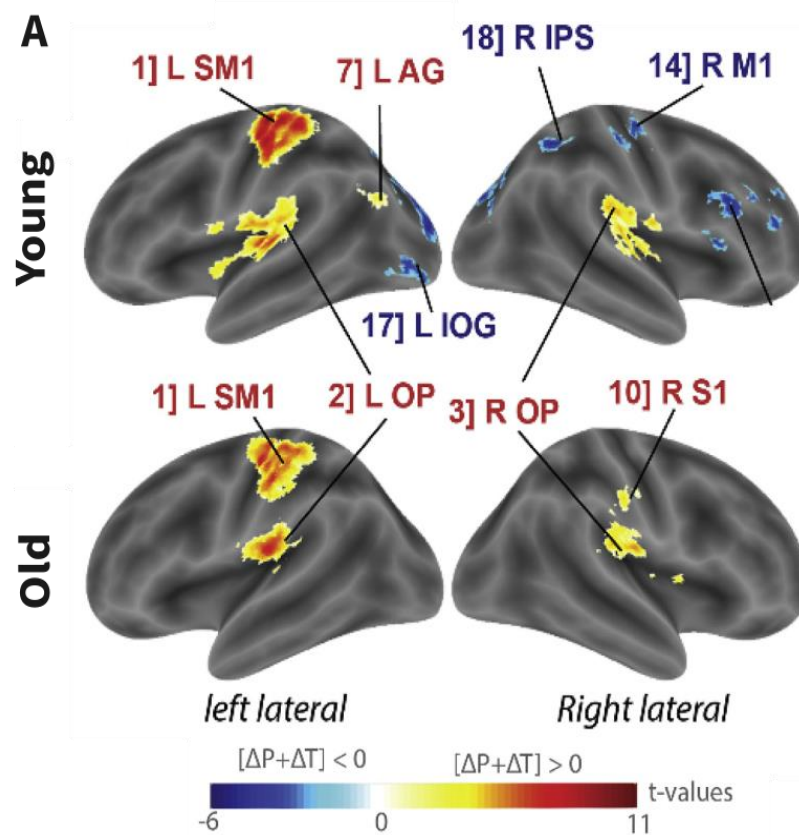 A
18] R IPS
1] L SM1
7] L AG
14] R M1
Young
17] L IOG
1] L SM1
2] L OP
3] R OP
10] R S1
Old
left lateral
Right lateral
[ΔP+ΔT] < 0
[ΔP+ΔT] > 0
t-values
-6
0
11